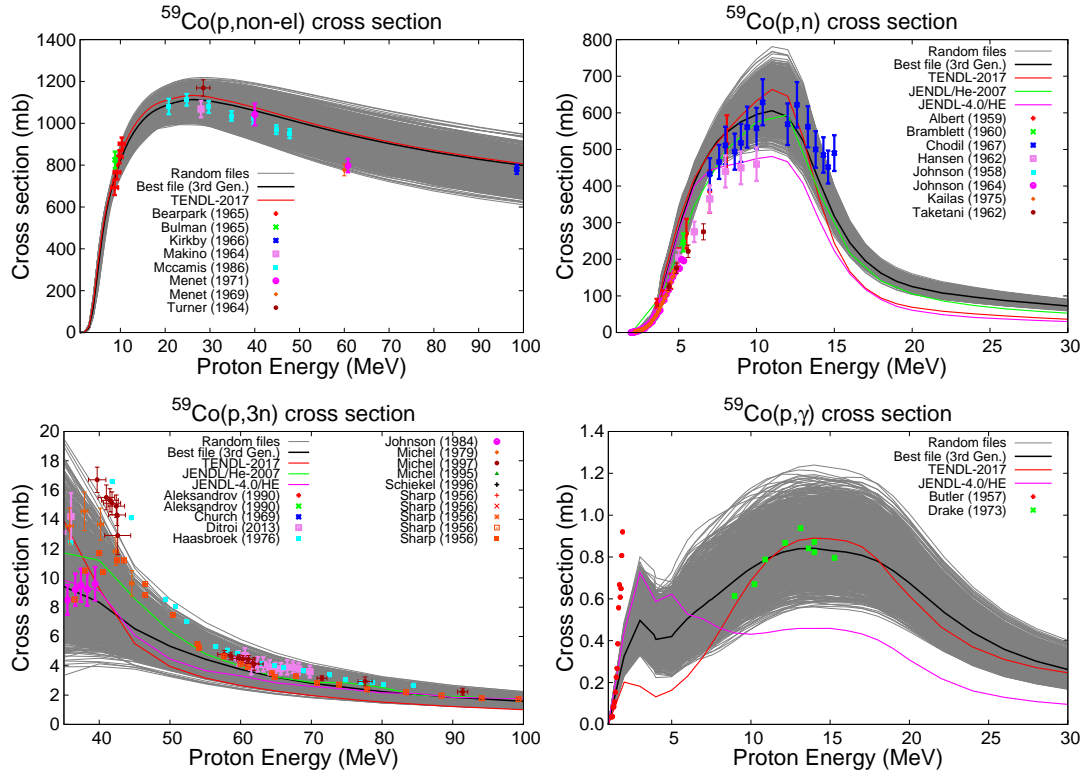 ⁵⁹Co(p,non-el) cross section
1400
1200
1000
800
600
400
200
0
Cross section (mb)
Random files
Best file (3rd Gen.)
TENDL-2017
Bearpark (1965)
Bulman (1965)
Kirkby (1966)
Makino (1964)
Mccamis (1986)
Menet (1971)
Menet (1969)
Turner (1964)
10 20 30 40 50 60 70 80 90 100
Proton Energy (MeV)
⁵⁹Co(p,n) cross section
800
700
600
500
400
300
200
100
0
Cross section (mb)
Random files
Best file (3rd Gen.)
TENDL-2017
JENDL/He-2007
JENDL-4.0/HE
Albert (1959)
Bramblett (1960)
Chodil (1967)
Hansen (1962)
Johnson (1958)
Johnson (1964)
Kailas (1975)
Taketani (1962)
5 10 15 20 25 30
Proton Energy (MeV)
⁵⁹Co(p,3n) cross section
20
18
16
14
12
10
8
6
4
2
0
Cross section (mb)
Random files
Best file (3rd Gen.)
TENDL-2017
JENDL/He-2007
JENDL-4.0/HE
Aleksandrov (1990)
Aleksandrov (1990)
Church (1969)
Ditroi (2013)
Haasbroek (1976)
Johnson (1984)
Michel (1979)
Michel (1997)
Michel (1995)
Schiekel (1996)
Sharp (1956)
Sharp (1956)
Sharp (1956)
Sharp (1956)
Sharp (1956)
40 50 60 70 80 90 100
Proton Energy (MeV)
⁵⁹Co(p,γ) cross section
1.4
1.2
1.0
0.8
0.6
0.4
0.2
0.0
Cross section (mb)
Random files
Best file (3rd Gen.)
TENDL-2017
JENDL-4.0/HE
Butler (1957)
Drake (1973)
5 10 15 20 25 30
Proton Energy (MeV)